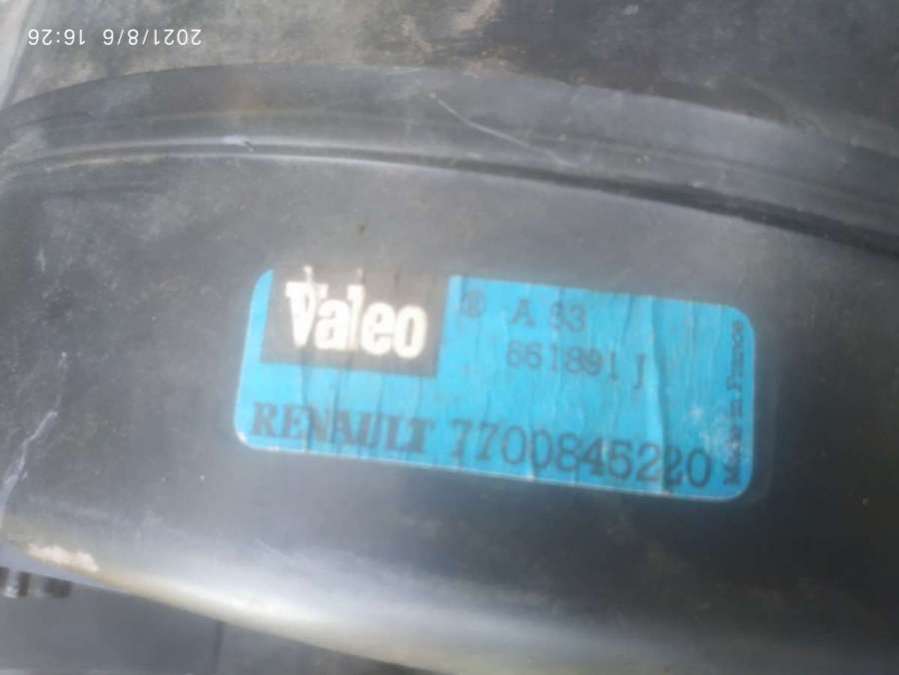 2021/8/6 16:26
Valeo
® A 33
661891 J
RENAULT 7700845220
Made in France